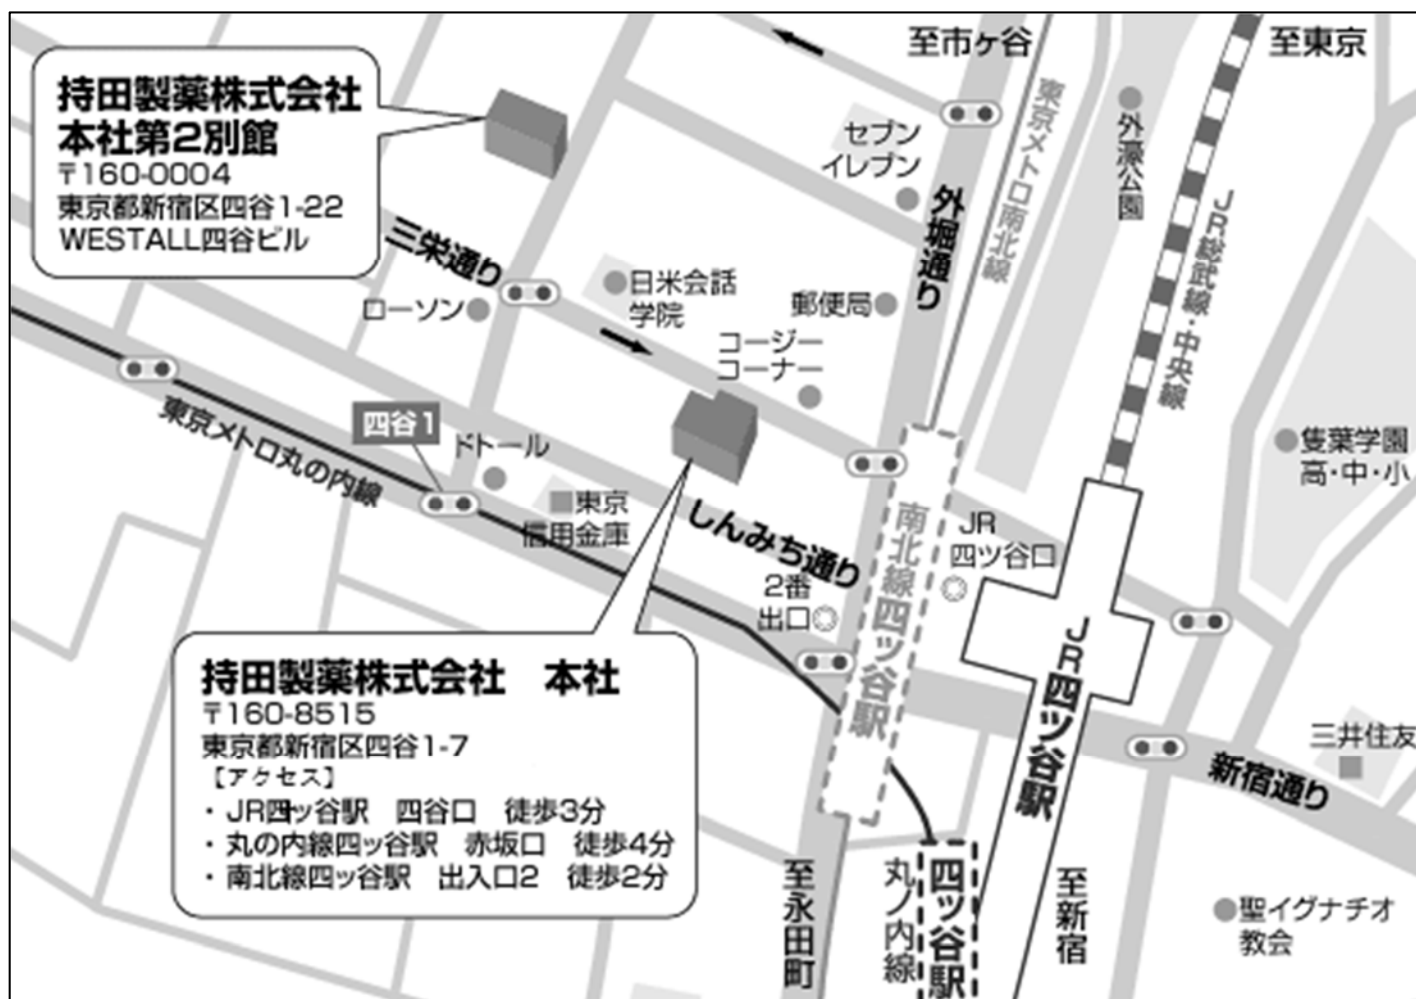 持田製薬株式会社
本社第2別館
〒160-0004
東京都新宿区四谷1-22
WESTALL四谷ビル
至市ヶ谷
至東京
東京メトロ南北線
外濠公園
JR総武線・中央線
セブン
イレブン
外堀通り
三栄通り
ローソン
日米会話
学院
郵便局
コージー
コーナー
東京メトロ丸の内線
四谷1
ドトール
東京
信用金庫
しんみち通り
2番
出口
南北線四ツ谷駅
JR
四ツ谷口
JR四ツ谷駅
雙葉学園
高・中・小
三井住友
新宿通り
持田製薬株式会社　本社
〒160-8515
東京都新宿区四谷1-7
【アクセス】
・JR四ッ谷駅　四谷口　徒歩3分
・丸の内線四ッ谷駅　赤坂口　徒歩4分
・南北線四ッ谷駅　出入口2　徒歩2分
至永田町
丸ノ内線
四ツ谷駅
至新宿
聖イグナチオ
教会